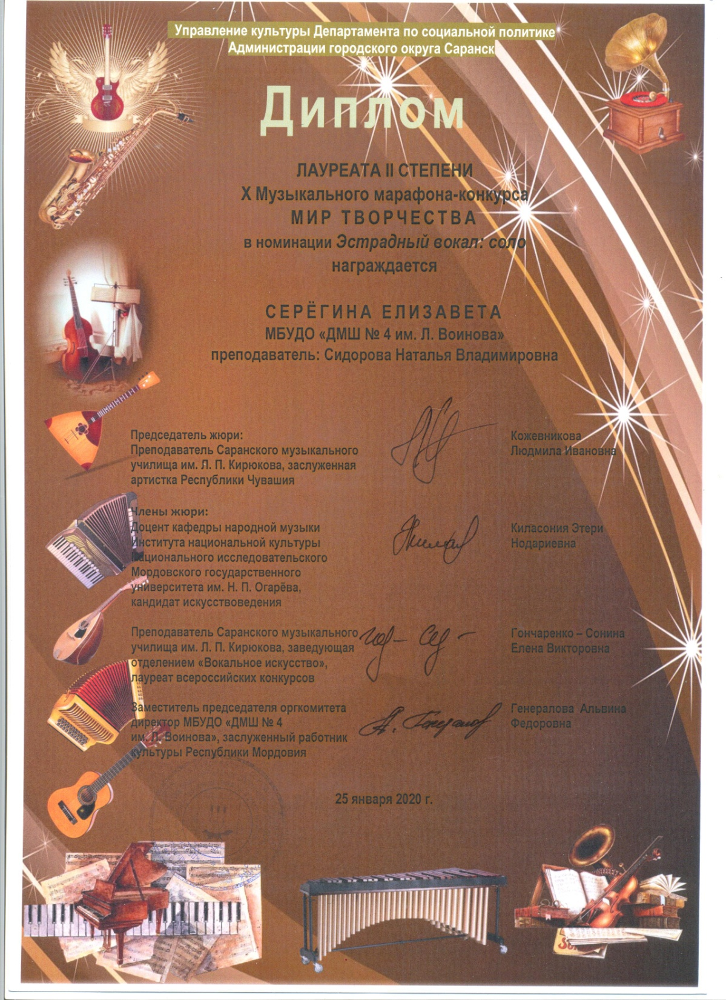 Управление культуры Департамента по социальной политике
Администрации городского округа Саранск
Диплом
ЛАУРЕАТА II СТЕПЕНИ
X Музыкального марафона-конкурса
МИР ТВОРЧЕСТВА
в номинации Эстрадный вокал: соло
награждается
СЕРЁГИНА ЕЛИЗАВЕТА
МБУДО «ДМШ № 4 им. Л. Воинова»
преподаватель: Сидорова Наталья Владимировна
Председатель жюри:
Преподаватель Саранского музыкального
училища им. Л. П. Кирюкова, заслуженная
артистка Республики Чувашия
Кожевникова
Людмила Ивановна
Члены жюри:
Доцент кафедры народной музыки
Института национальной культуры
Национального исследовательского
Мордовского государственного
университета им. Н. П. Огарёва,
кандидат искусствоведения
Киласония Этери
Нодариевна
Преподаватель Саранского музыкального
училища им. Л. П. Кирюкова, заведующая
отделением «Вокальное искусство»,
лауреат всероссийских конкурсов
Гончаренко – Сонина
Елена Викторовна
Заместитель председателя оргкомитета
директор МБУДО «ДМШ № 4
им. Л. Воинова», заслуженный работник
культуры Республики Мордовия
Генералова Альвина
Федоровна
25 января 2020 г.